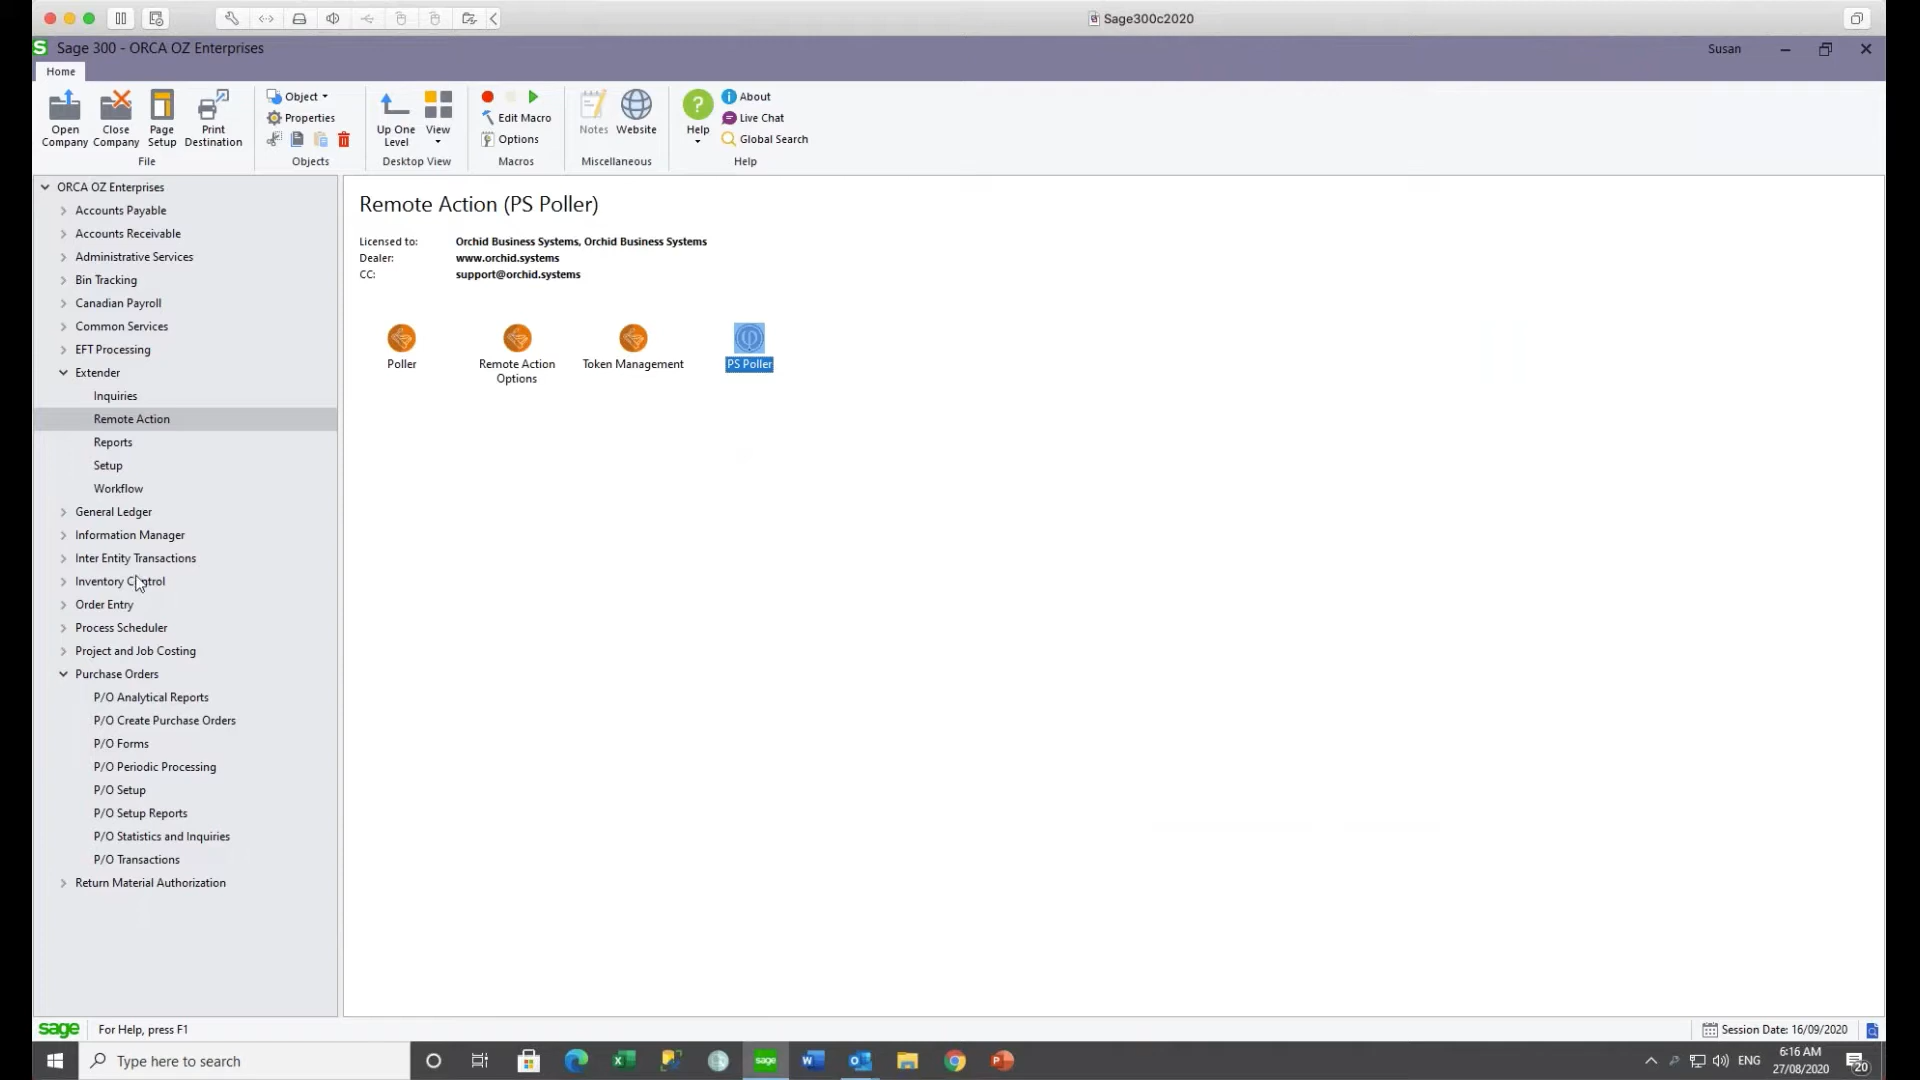 Sage300c2020
Sage 300 - ORCA OZ Enterprises
Susan
Home
Open Company
Close Company
Page Setup
Print Destination
File
Object
Properties
Objects
Up One Level
View
Desktop View
Edit Macro
Options
Macros
Notes
Website
Miscellaneous
Help
About
Live Chat
Global Search
Help
ORCA OZ Enterprises
Accounts Payable
Accounts Receivable
Administrative Services
Bin Tracking
Canadian Payroll
Common Services
EFT Processing
Extender
Inquiries
Remote Action
Reports
Setup
Workflow
General Ledger
Information Manager
Inter Entity Transactions
Inventory Control
Order Entry
Process Scheduler
Project and Job Costing
Purchase Orders
P/O Analytical Reports
P/O Create Purchase Orders
P/O Forms
P/O Periodic Processing
P/O Setup
P/O Setup Reports
P/O Statistics and Inquiries
P/O Transactions
Return Material Authorization
Remote Action (PS Poller)
Licensed to: Orchid Business Systems, Orchid Business Systems
Dealer: www.orchid.systems
CC: support@orchid.systems
Poller
Remote Action Options
Token Management
PS Poller
sage
For Help, press F1
Session Date: 16/09/2020
Type here to search
sage
ENG
6:16 AM
27/08/2020
20